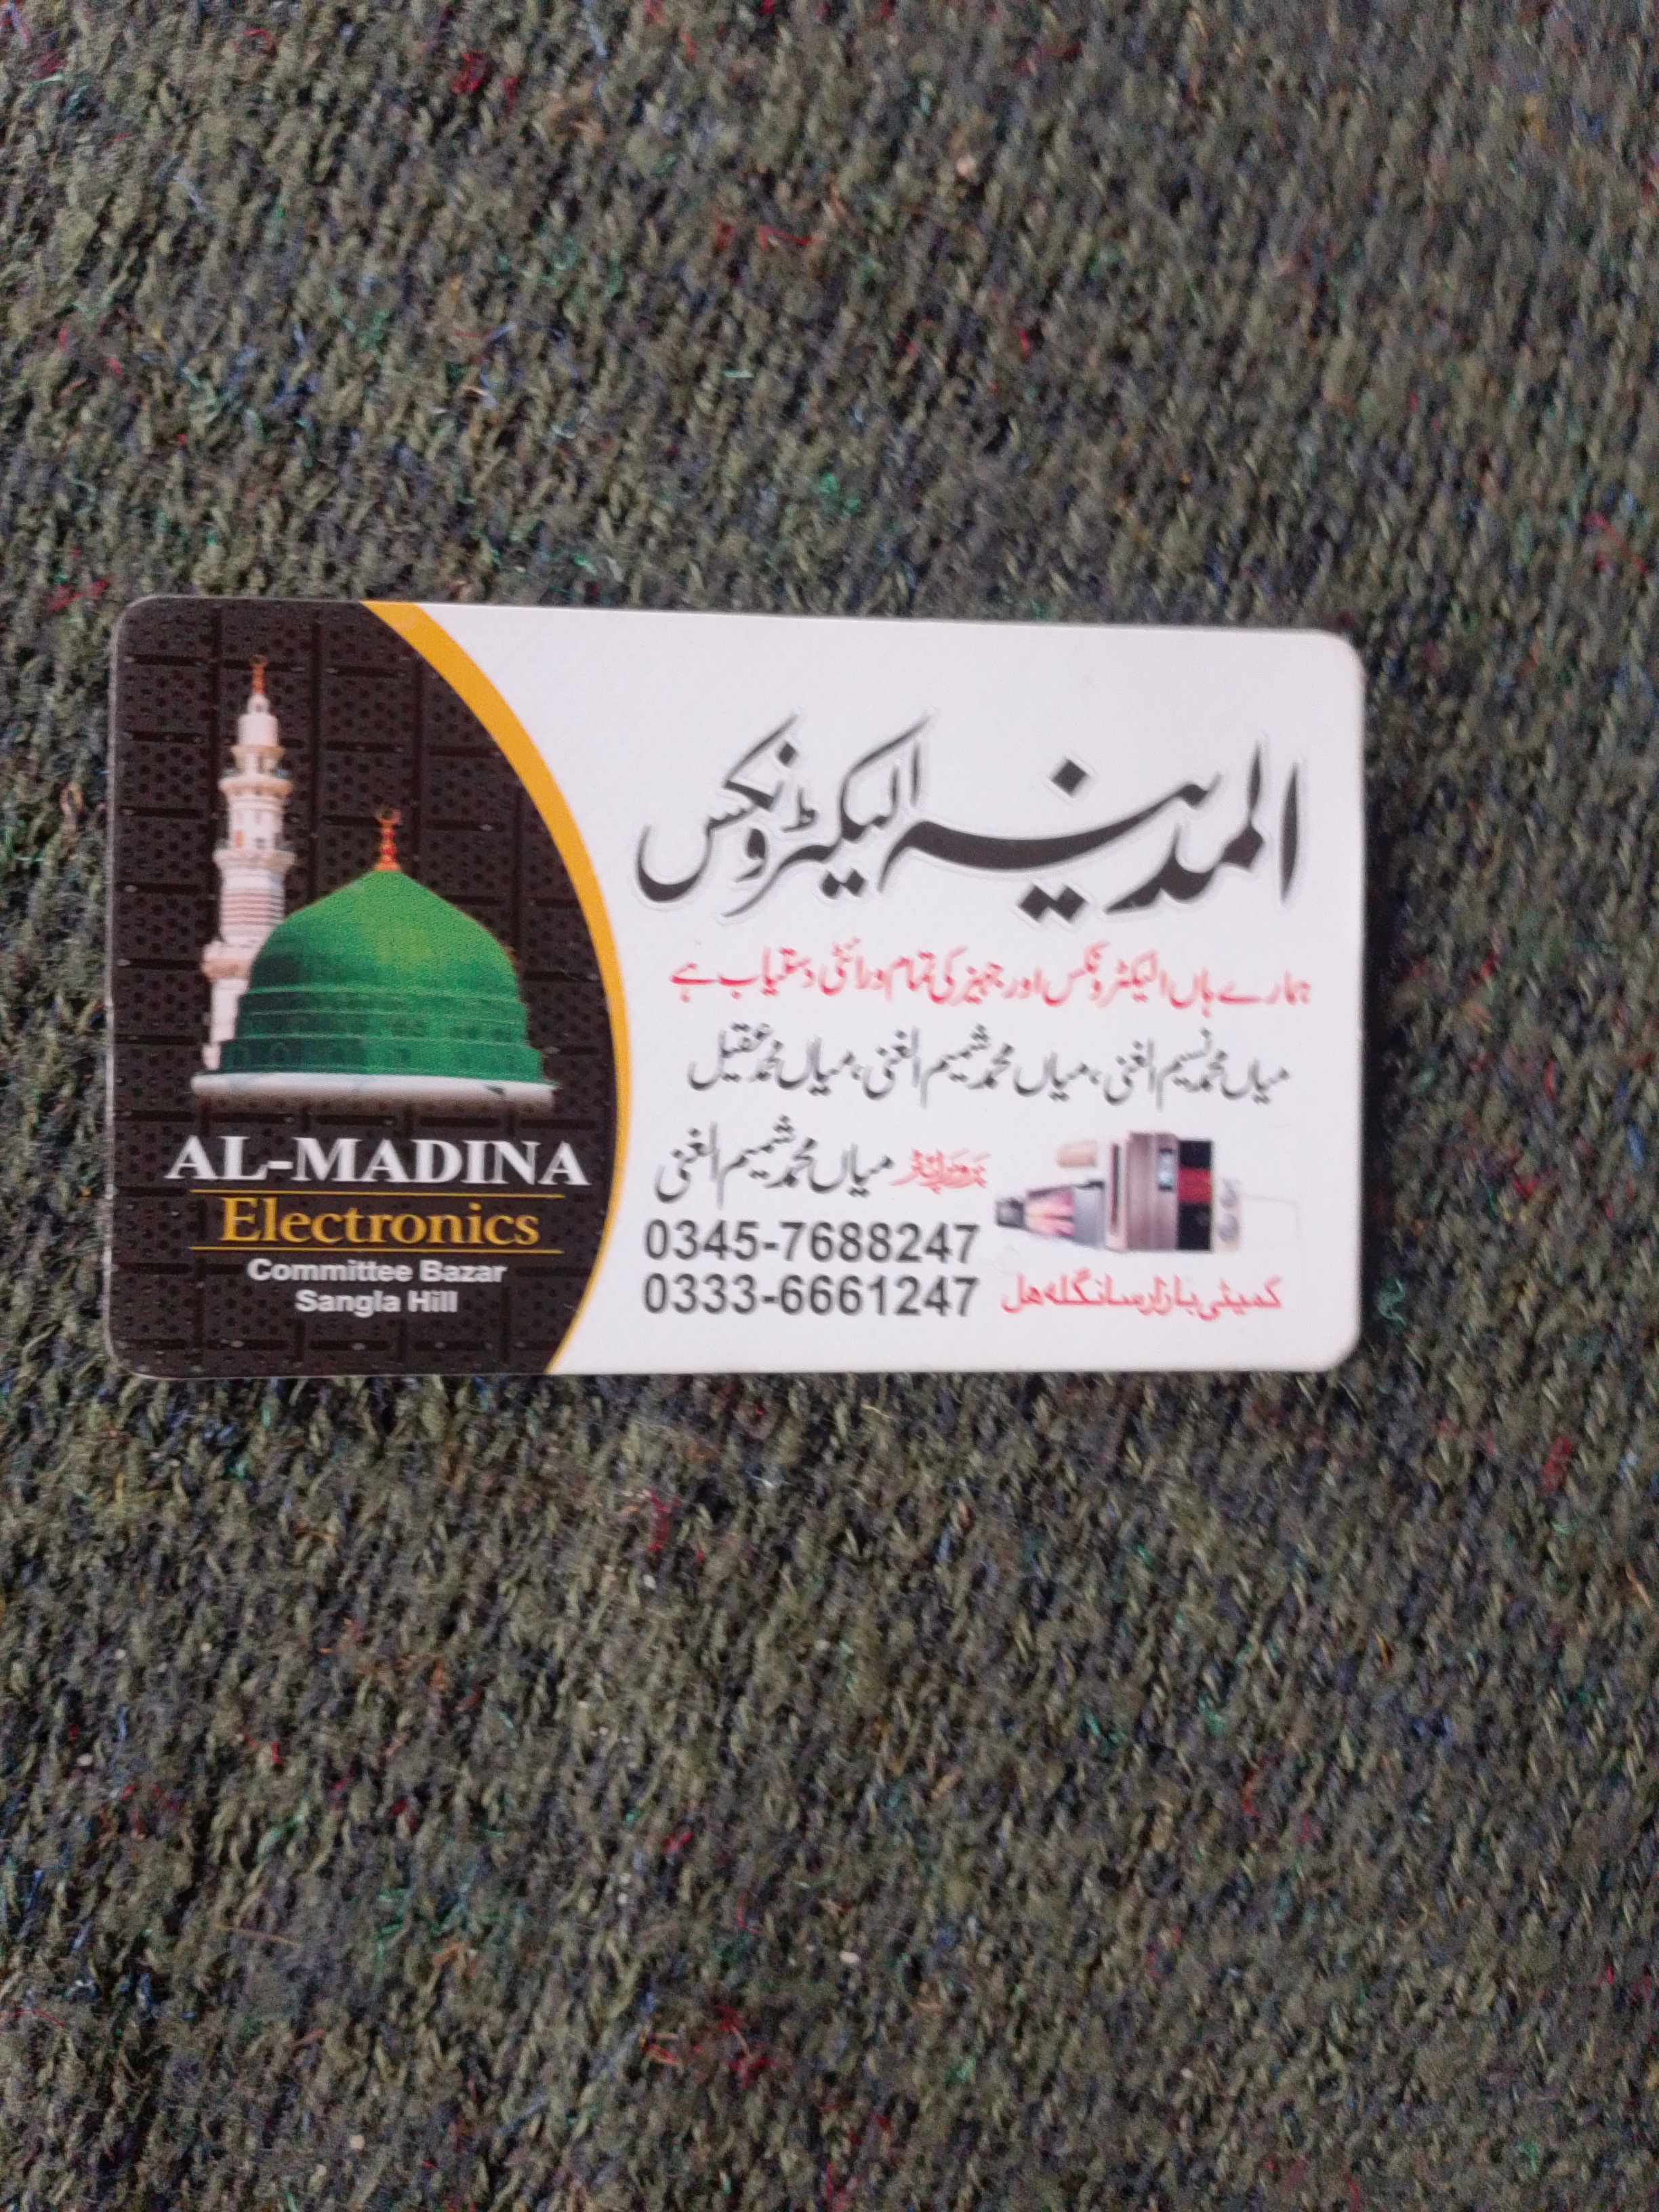 المدینہ الیکٹرونکس
ہمارے ہاں الیکٹرونکس اور جہیز کی تمام ورائٹی دستیاب ہے
میاں محمد نسیم الغنی، میاں محمد شمیم الغنی، میاں محمد عقیل
پروپرائٹر میاں محمد شمیم الغنی
0345-7688247
0333-6661247
کمیٹی بازار سانگلہ ہل
AL-MADINA
Electronics
Committee Bazar
Sangla Hill